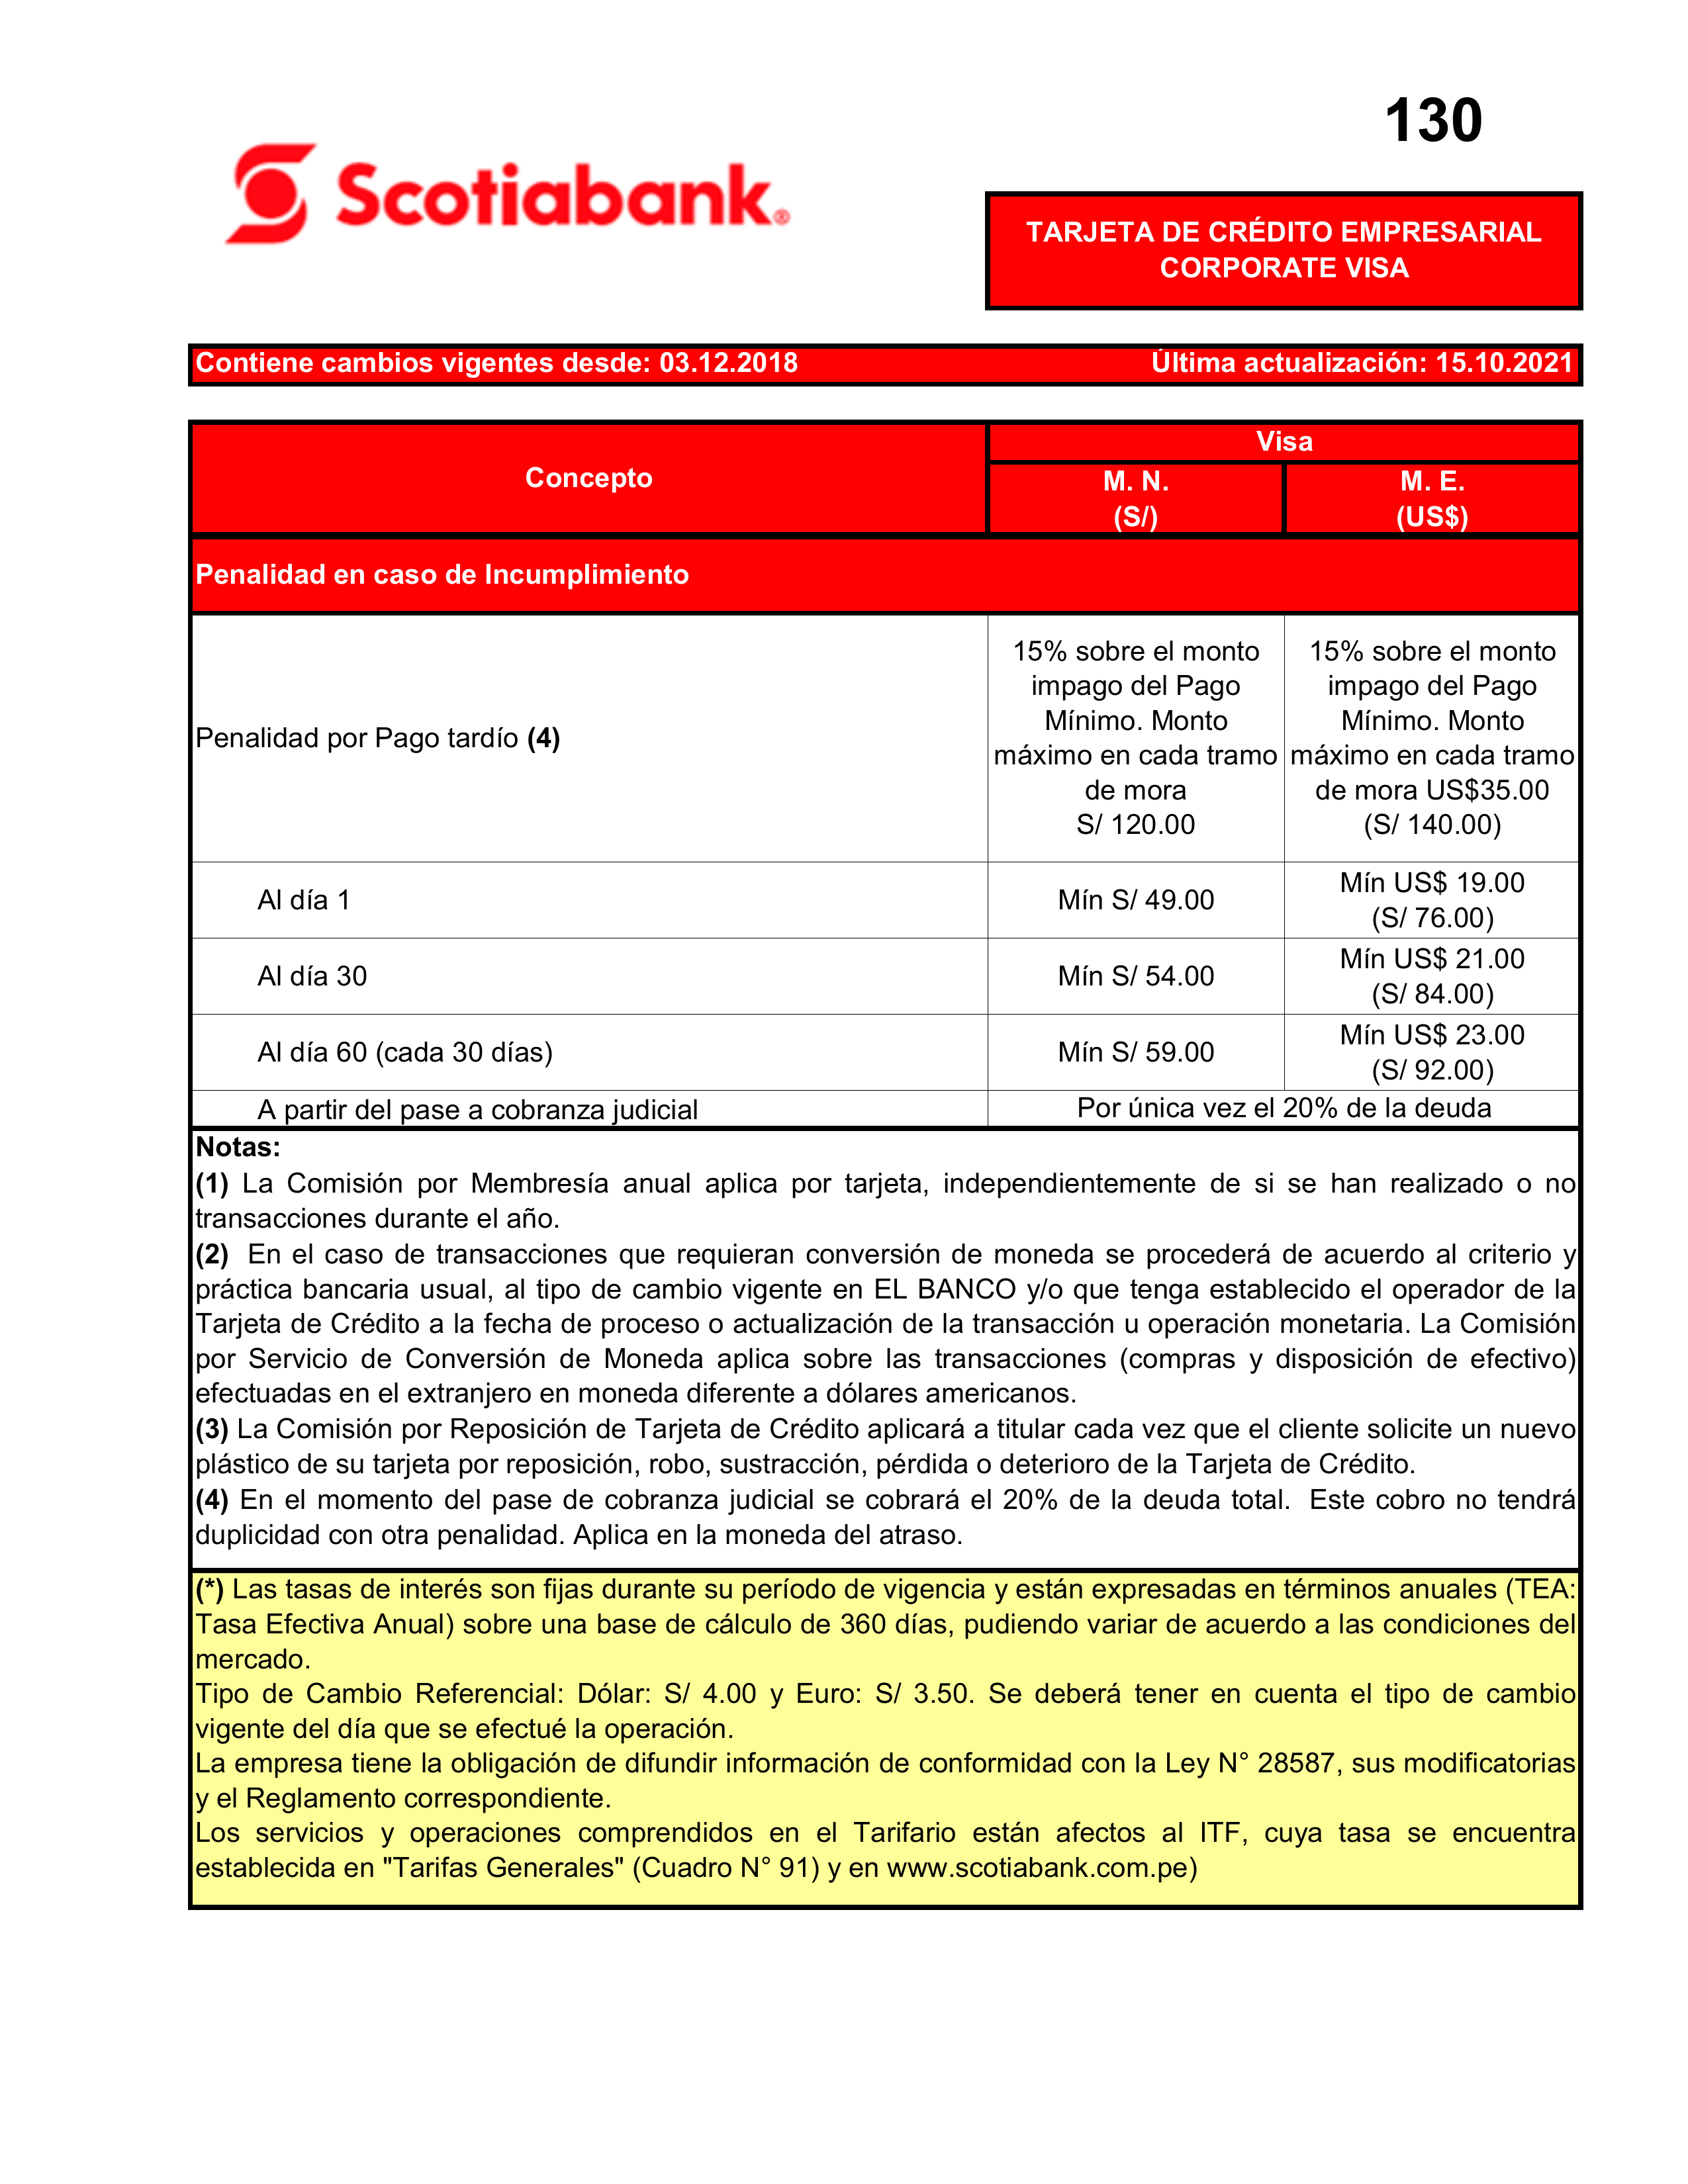 130
Scotiabank®
TARJETA DE CRÉDITO EMPRESARIAL
CORPORATE VISA
Contiene cambios vigentes desde: 03.12.2018 Última actualización: 15.10.2021
Concepto
Visa
M. N.
(S/)
M. E.
(US$)
Penalidad en caso de Incumplimiento
Penalidad por Pago tardío (4)
15% sobre el monto
impago del Pago
Mínimo. Monto
máximo en cada tramo
de mora
S/ 120.00
15% sobre el monto
impago del Pago
Mínimo. Monto
máximo en cada tramo
de mora US$35.00
(S/ 140.00)
Al día 1
Mín S/ 49.00
Mín US$ 19.00
(S/ 76.00)
Al día 30
Mín S/ 54.00
Mín US$ 21.00
(S/ 84.00)
Al día 60 (cada 30 días)
Mín S/ 59.00
Mín US$ 23.00
(S/ 92.00)
A partir del pase a cobranza judicial
Por única vez el 20% de la deuda
Notas:
(1) La Comisión por Membresía anual aplica por tarjeta, independientemente de si se han realizado o no
transacciones durante el año.
(2) En el caso de transacciones que requieran conversión de moneda se procederá de acuerdo al criterio y
práctica bancaria usual, al tipo de cambio vigente en EL BANCO y/o que tenga establecido el operador de la
Tarjeta de Crédito a la fecha de proceso o actualización de la transacción u operación monetaria. La Comisión
por Servicio de Conversión de Moneda aplica sobre las transacciones (compras y disposición de efectivo)
efectuadas en el extranjero en moneda diferente a dólares americanos.
(3) La Comisión por Reposición de Tarjeta de Crédito aplicará a titular cada vez que el cliente solicite un nuevo
plástico de su tarjeta por reposición, robo, sustracción, pérdida o deterioro de la Tarjeta de Crédito.
(4) En el momento del pase de cobranza judicial se cobrará el 20% de la deuda total. Este cobro no tendrá
duplicidad con otra penalidad. Aplica en la moneda del atraso.
(*) Las tasas de interés son fijas durante su período de vigencia y están expresadas en términos anuales (TEA:
Tasa Efectiva Anual) sobre una base de cálculo de 360 días, pudiendo variar de acuerdo a las condiciones del
mercado.
Tipo de Cambio Referencial: Dólar: S/ 4.00 y Euro: S/ 3.50. Se deberá tener en cuenta el tipo de cambio
vigente del día que se efectué la operación.
La empresa tiene la obligación de difundir información de conformidad con la Ley N° 28587, sus modificatorias
y el Reglamento correspondiente.
Los servicios y operaciones comprendidos en el Tarifario están afectos al ITF, cuya tasa se encuentra
establecida en "Tarifas Generales" (Cuadro N° 91) y en www.scotiabank.com.pe)